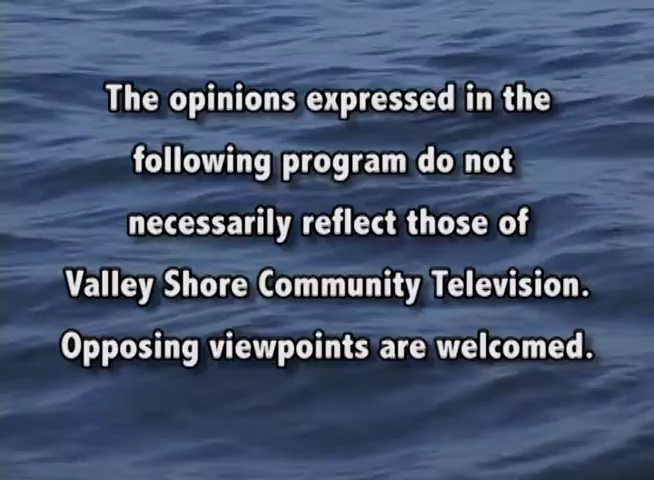 The opinions expressed in the
following program do not
necessarily reflect those of
Valley Shore Community Television.
Opposing viewpoints are welcomed.